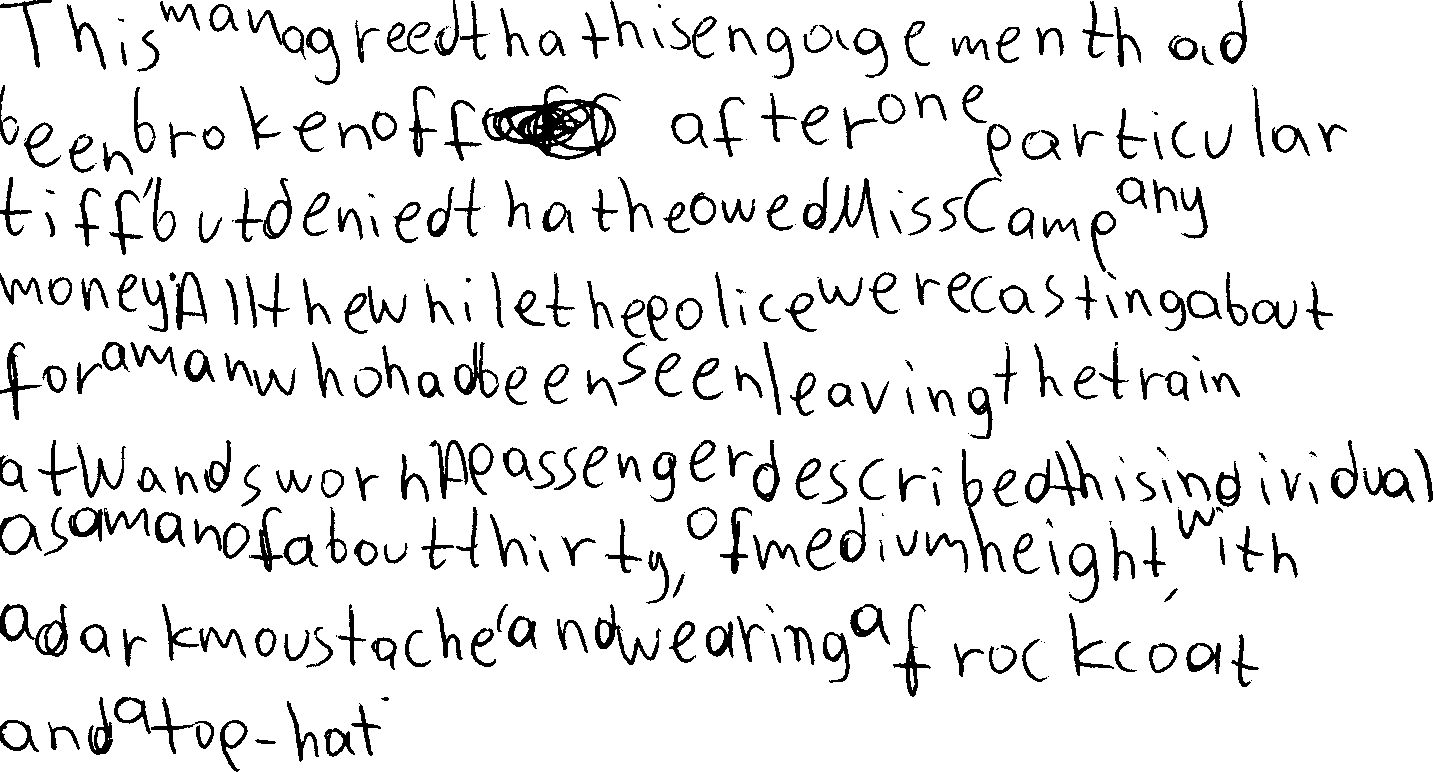 This man agreed that his engagement had
been broken off after one particular
tiff, but denied that he owed Miss Camp any
money. All the while the police were casting about
for a man who had been seen leaving the train
at Wandsworh. A passenger described this individual
as a man of about thirty, of medium height, with
a dark moustache, and wearing a frock coat
and a top-hat.